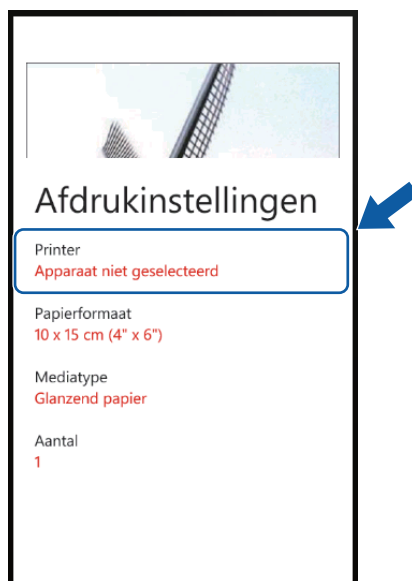 Afdrukinstellingen
Printer
Apparaat niet geselecteerd
Papierformaat
10 x 15 cm (4" x 6")
Mediatype
Glanzend papier
Aantal
1